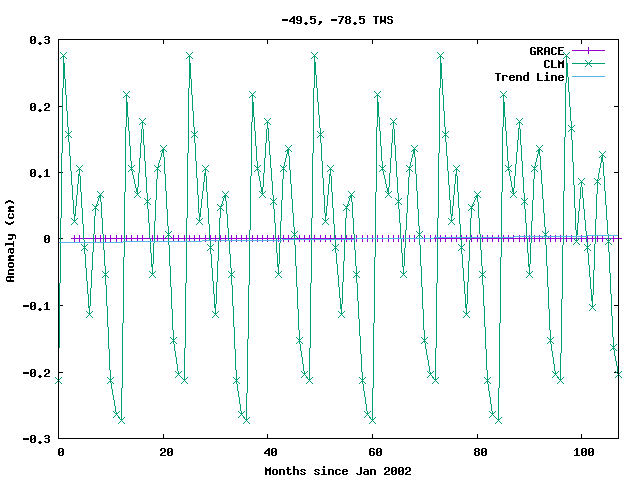 -49.5, -78.5 TWS
GRACE
CLM
Trend Line
0.3
0.2
0.1
0
-0.1
-0.2
-0.3
Anomaly (cm)
0 20 40 60 80 100
Months since Jan 2002